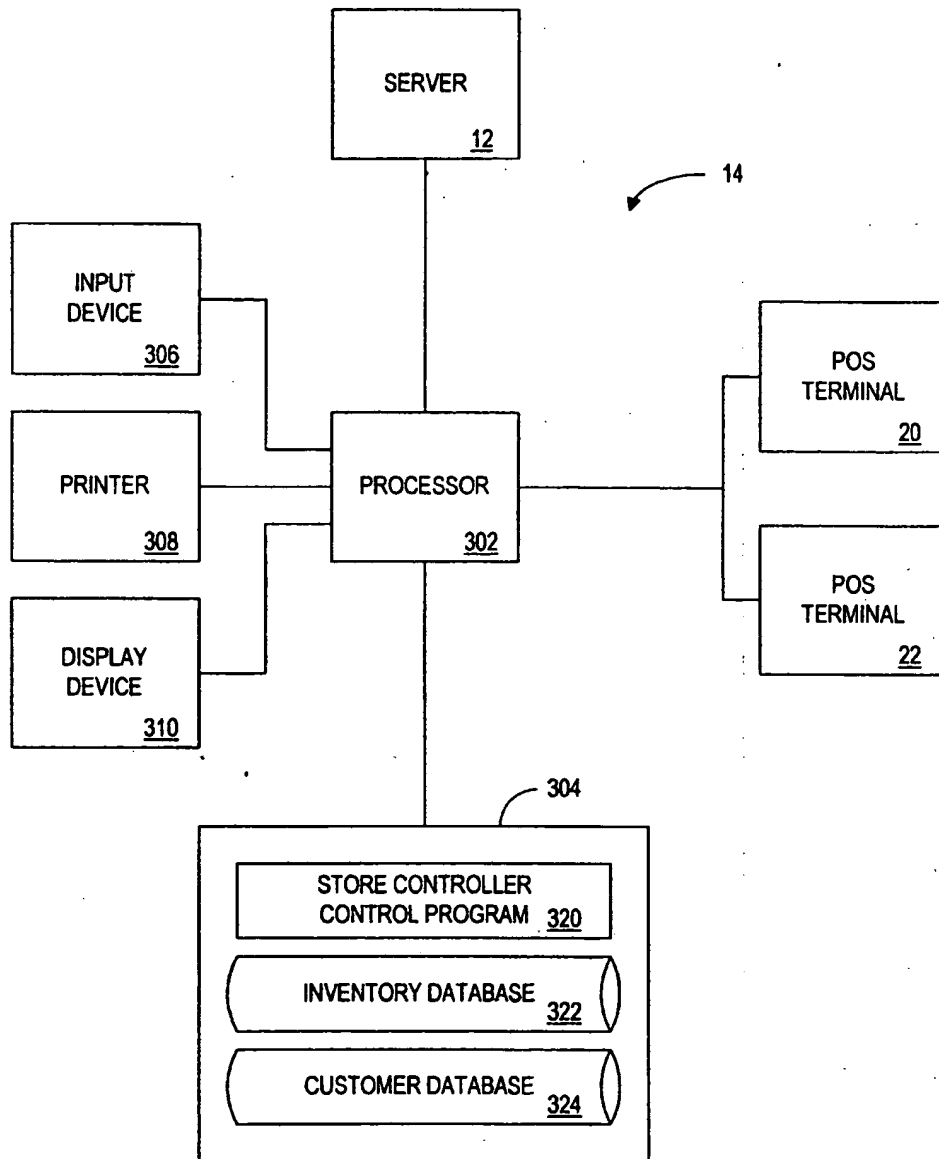 SERVER
12
14
INPUT
DEVICE
306
POS
TERMINAL
20
PRINTER
308
PROCESSOR
302
POS
TERMINAL
22
DISPLAY
DEVICE
310
304
STORE CONTROLLER
CONTROL PROGRAM 320
INVENTORY DATABASE 322
CUSTOMER DATABASE 324